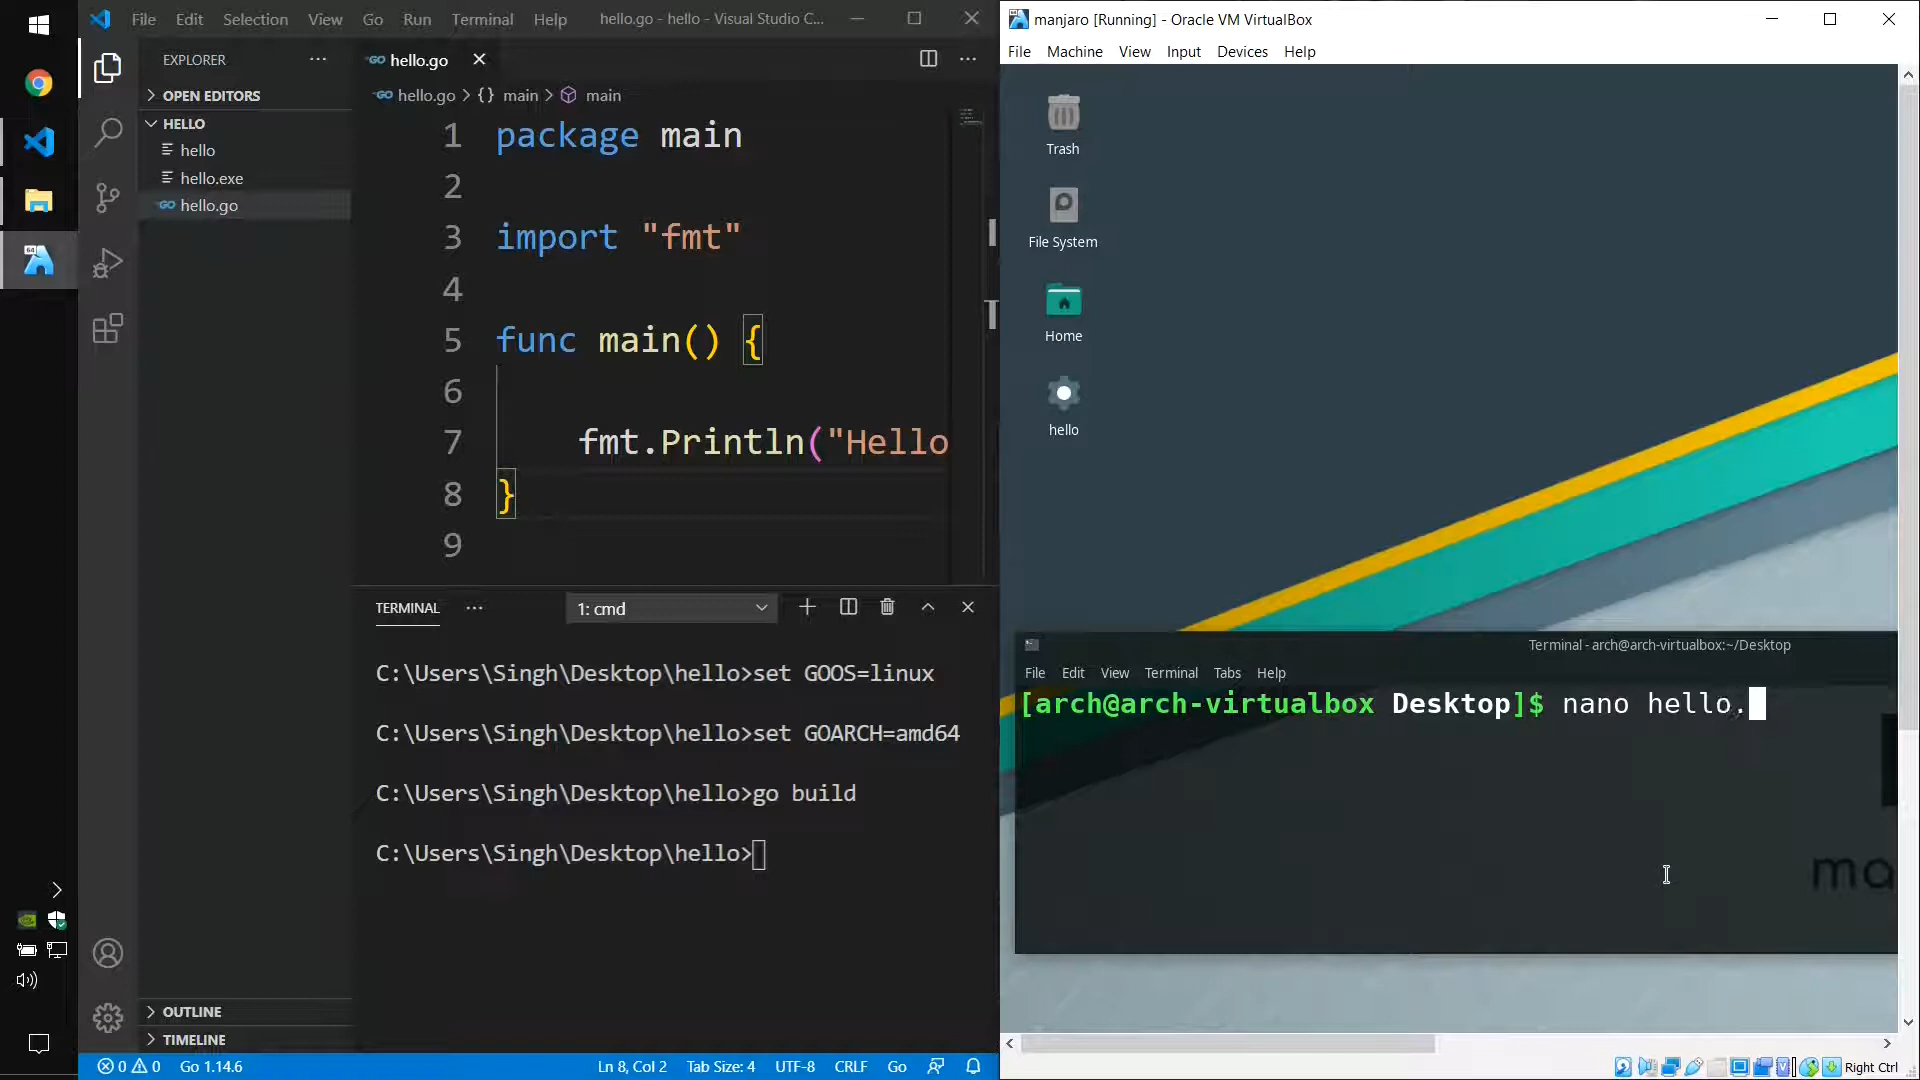 File Edit Selection View Go Run Terminal Help hello.go - hello - Visual Studio C...
EXPLORER
OPEN EDITORS
HELLO
hello
hello.exe
hello.go
OUTLINE
TIMELINE
hello.go
hello.go main main
1 package main
2
3 import "fmt"
4
5 func main() {
6
7 fmt.Println("Hello
8 }
9
TERMINAL 1: cmd
C:\Users\Singh\Desktop\hello>set GOOS=linux
C:\Users\Singh\Desktop\hello>set GOARCH=amd64
C:\Users\Singh\Desktop\hello>go build
C:\Users\Singh\Desktop\hello>
0 0 Go 1.14.6 Ln 8, Col 2 Tab Size: 4 UTF-8 CRLF Go
manjaro [Running] - Oracle VM VirtualBox
File Machine View Input Devices Help
Trash
File System
Home
hello
Terminal - arch@arch-virtualbox:~/Desktop
File Edit View Terminal Tabs Help
[arch@arch-virtualbox Desktop]$ nano hello.
ma
Right Ctrl